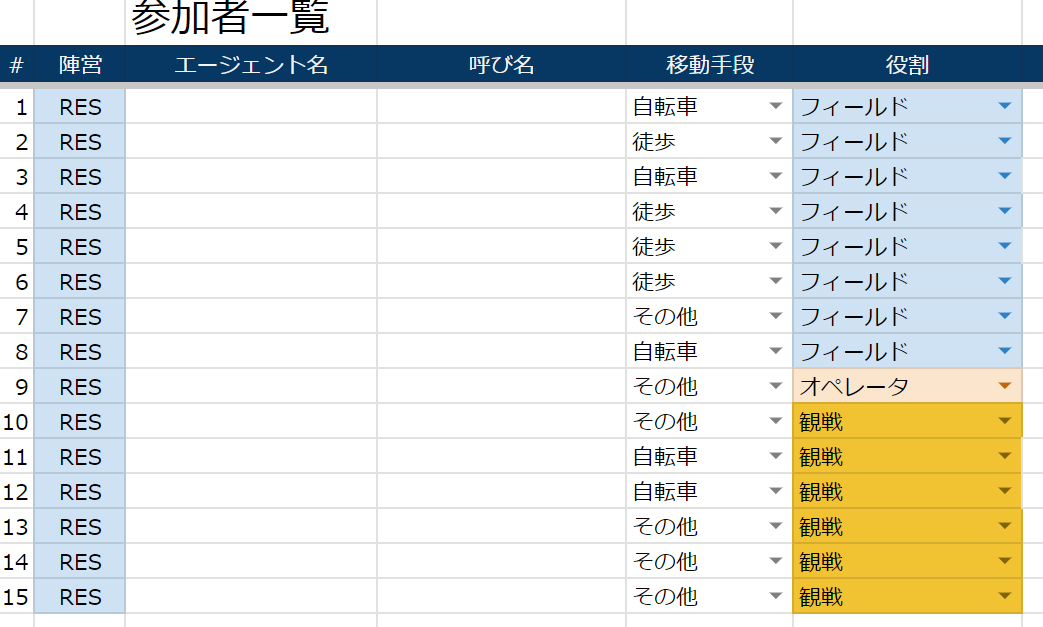 参加者一覧
# 陣営 エージェント名 呼び名 移動手段 役割
1 RES 自転車 フィールド
2 RES 徒歩 フィールド
3 RES 自転車 フィールド
4 RES 徒歩 フィールド
5 RES 徒歩 フィールド
6 RES 徒歩 フィールド
7 RES その他 フィールド
8 RES 自転車 フィールド
9 RES その他 オペレータ
10 RES その他 観戦
11 RES 自転車 観戦
12 RES 自転車 観戦
13 RES その他 観戦
14 RES その他 観戦
15 RES その他 観戦